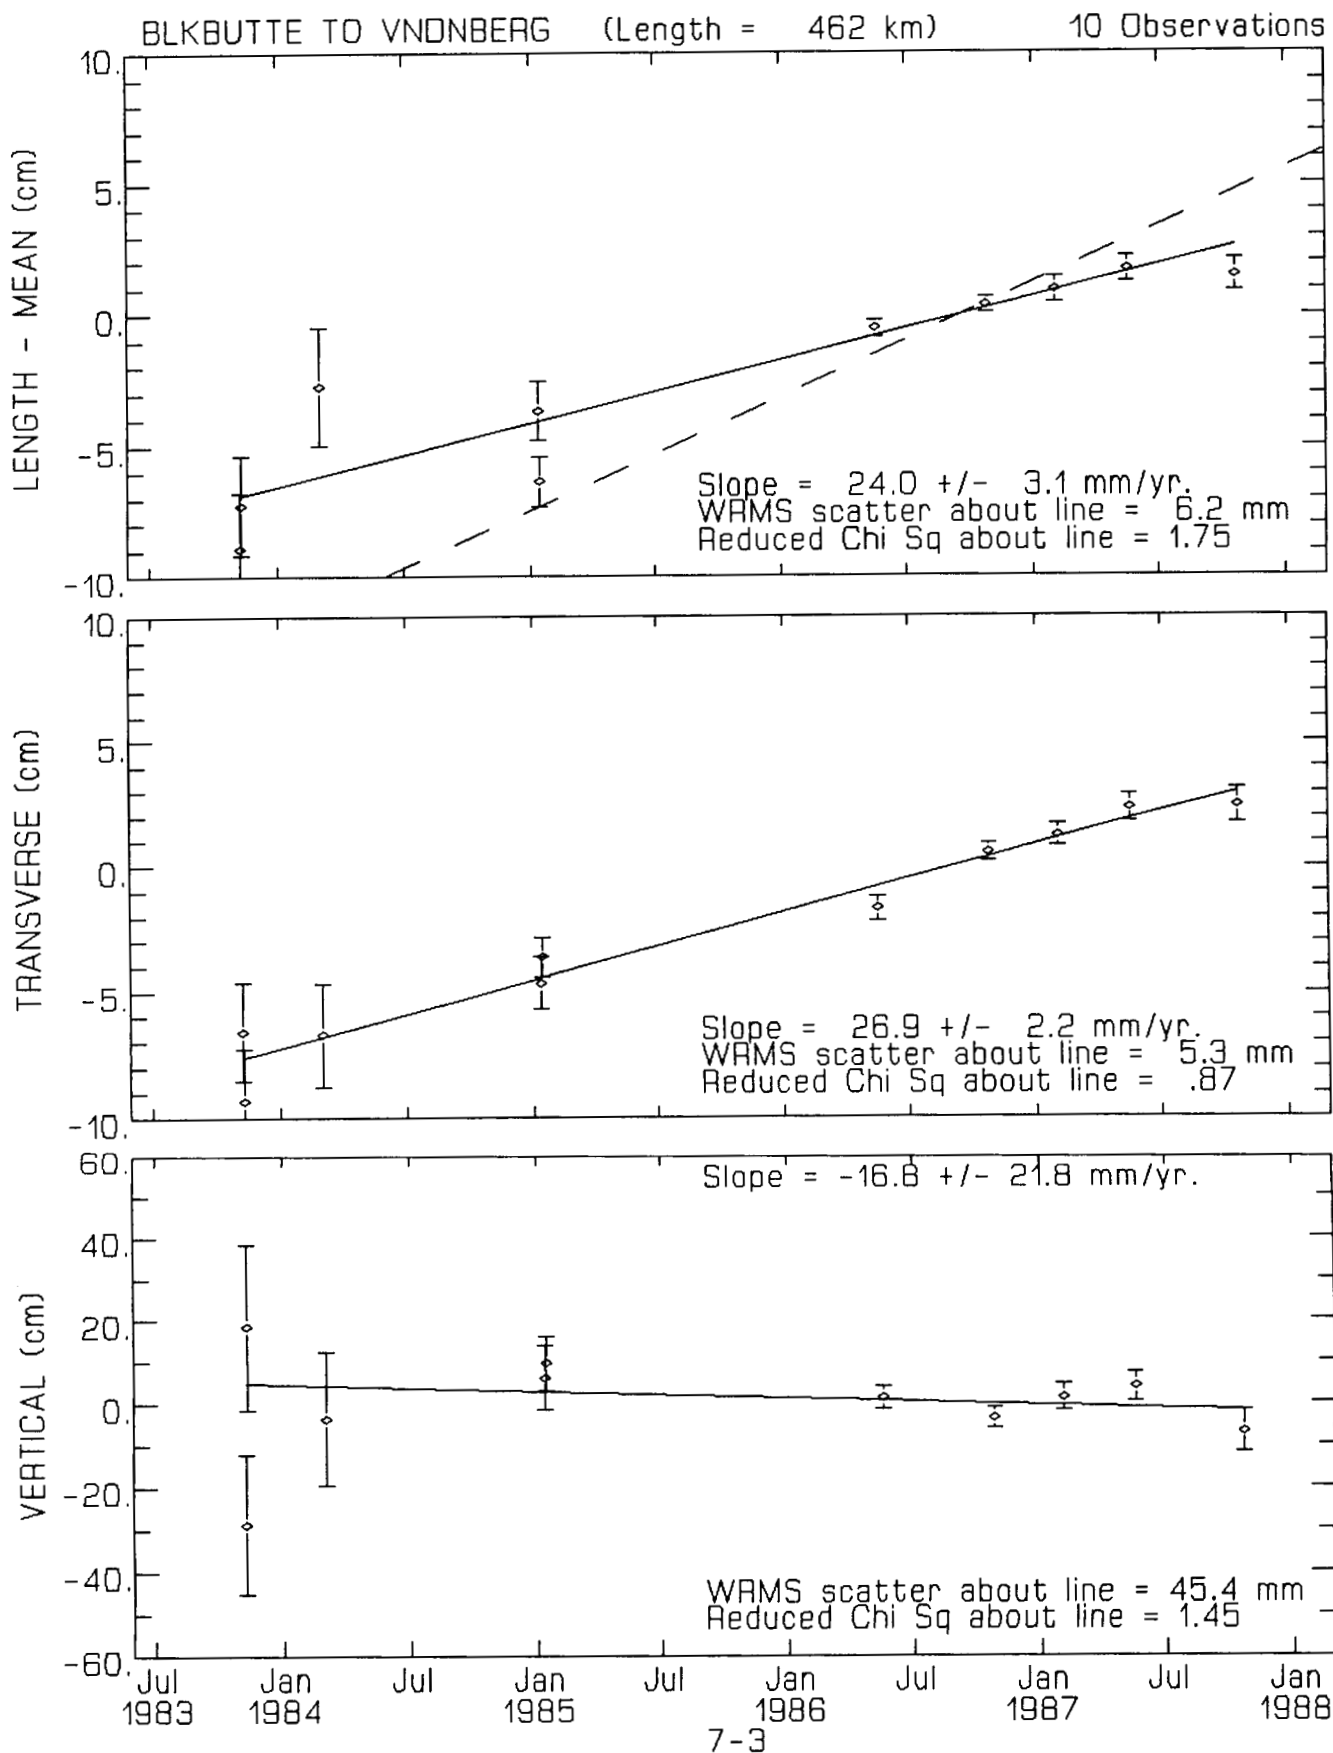 BLKBUTTE TO VNDNBERG (Length = 462 km) 10 Observations
LENGTH - MEAN (cm)
10.
5.
0.
-5.
-10.
Slope = 24.0 +/- 3.1 mm/yr.
WRMS scatter about line = 6.2 mm
Reduced Chi Sq about line = 1.75
TRANSVERSE (cm)
10.
5.
0.
-5.
-10.
Slope = 26.9 +/- 2.2 mm/yr.
WRMS scatter about line = 5.3 mm
Reduced Chi Sq about line = .87
VERTICAL (cm)
60.
40.
20.
0.
-20.
-40.
-60.
Slope = -16.8 +/- 21.8 mm/yr.
WRMS scatter about line = 45.4 mm
Reduced Chi Sq about line = 1.45
Jul Jan Jul Jan Jul Jan Jul Jan Jul Jan
1983 1984 1985 1986 1987 1988
7-3